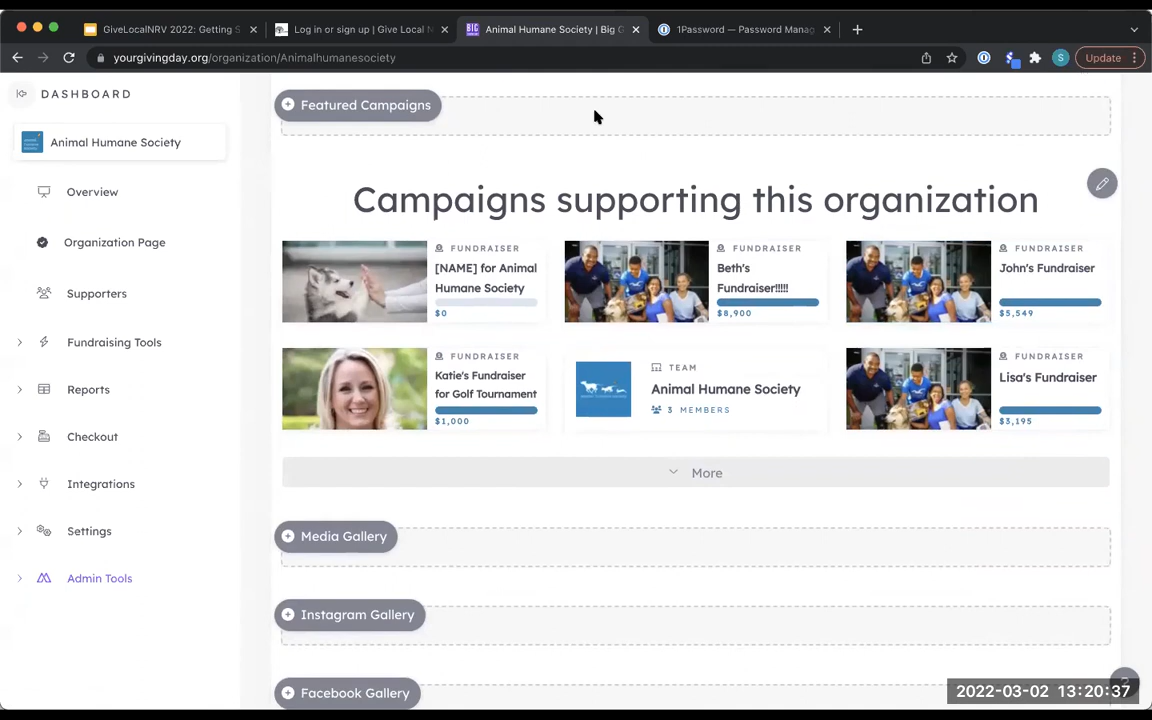 GiveLocalNRV 2022: Getting S
Log in or sign up | Give Local N
Animal Humane Society | Big G
1Password — Password Manag
yourgivingday.org/organization/Animalhumanesociety
S
Update
DASHBOARD
Animal Humane Society
Overview
Organization Page
Supporters
Fundraising Tools
Reports
Checkout
Integrations
Settings
Admin Tools
Featured Campaigns
Campaigns supporting this organization
FUNDRAISER
[NAME] for Animal
Humane Society
$0
FUNDRAISER
Beth's
Fundraiser!!!!!
$8,900
FUNDRAISER
John's Fundraiser
$5,549
FUNDRAISER
Katie's Fundraiser
for Golf Tournament
$1,000
TEAM
Animal Humane Society
3 MEMBERS
FUNDRAISER
Lisa's Fundraiser
$3,195
More
Media Gallery
Instagram Gallery
Facebook Gallery
?
2022-03-02 13:20:37